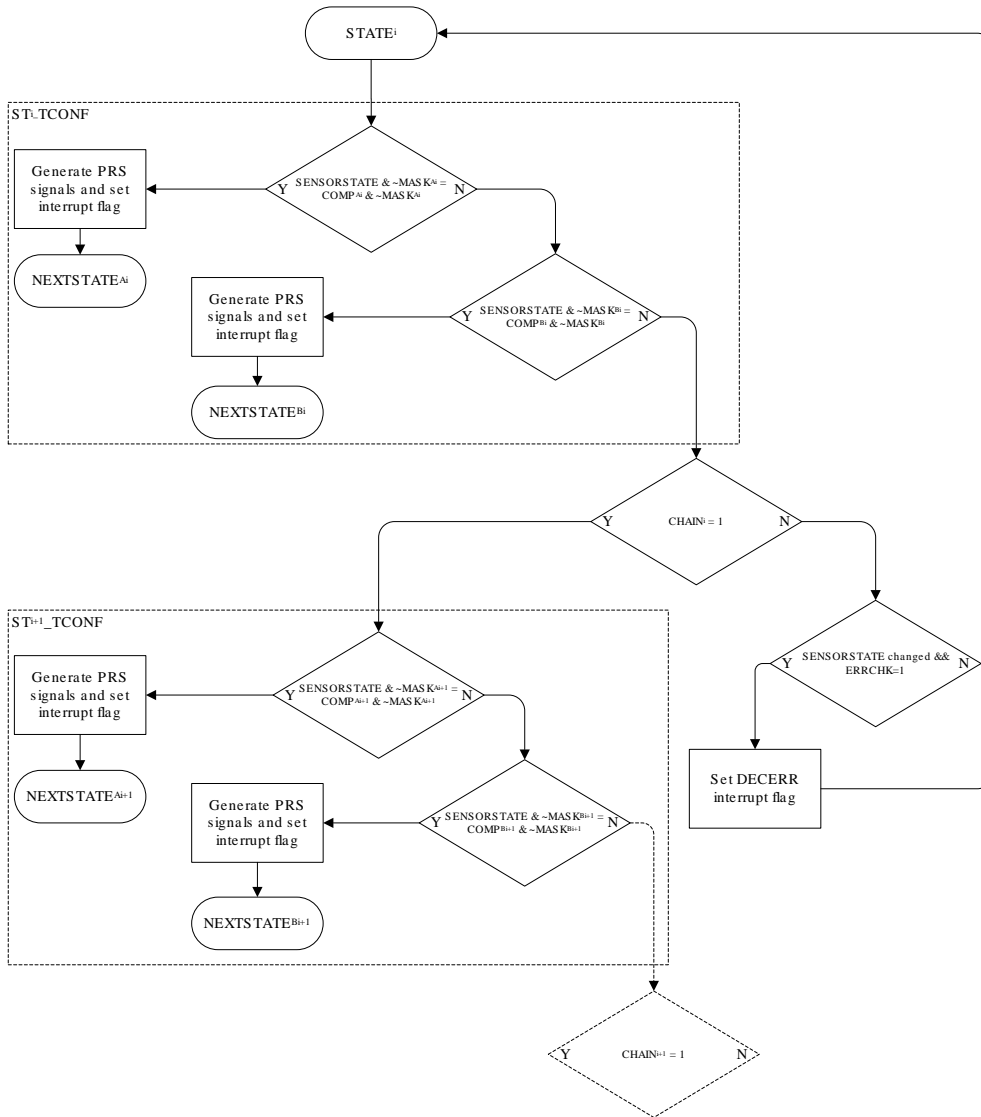 STATEi
STi_TCONF
Generate PRS
signals and set
interrupt flag
Y
SENSORSTATE & ~MASKAi =
COMPAi & ~MASKAi
N
NEXTSTATEAi
Generate PRS
signals and set
interrupt flag
Y
SENSORSTATE & ~MASKBi =
COMPBi & ~MASKBi
N
NEXTSTATEBi
Y
CHAINi = 1
N
STi+1_TCONF
Y
SENSORSTATE changed &&
ERRCHK=1
N
Generate PRS
signals and set
interrupt flag
Y
SENSORSTATE & ~MASKAi+1 =
COMPAi+1 & ~MASKAi+1
N
NEXTSTATEAi+1
Set DECERR
interrupt flag
Generate PRS
signals and set
interrupt flag
Y
SENSORSTATE & ~MASKBi+1 =
COMPBi+1 & ~MASKBi+1
N
NEXTSTATEBi+1
Y
CHAINi+1 = 1
N